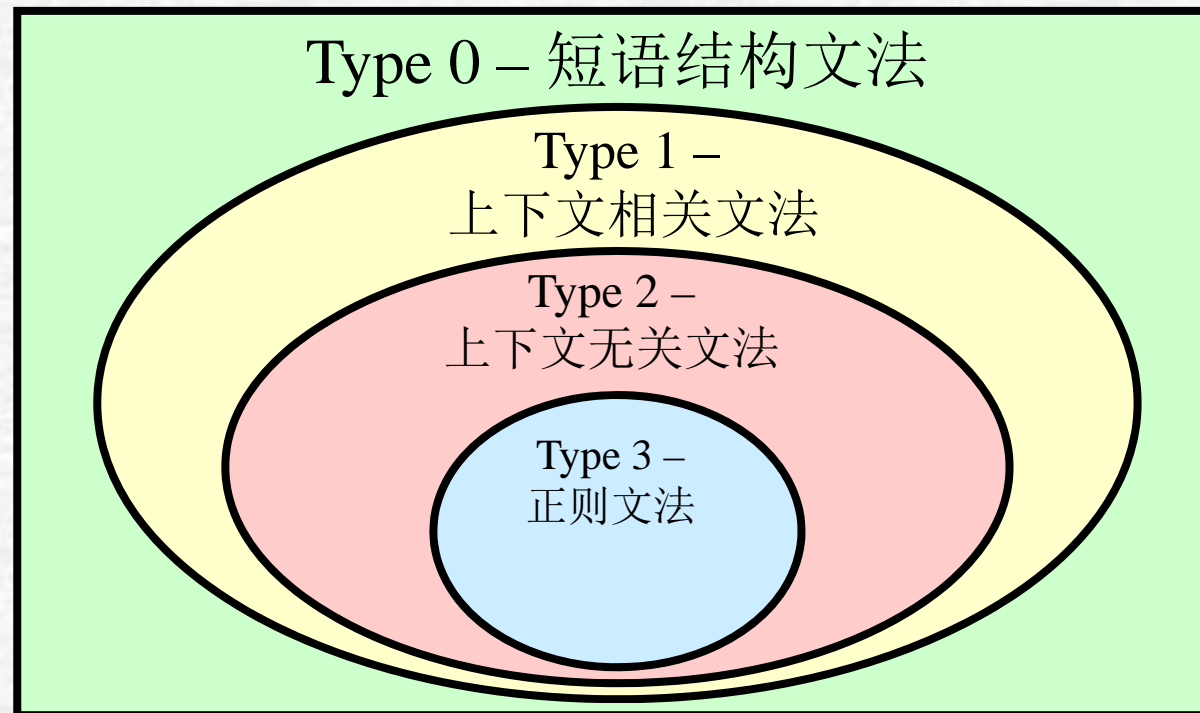 Type 0 – 短语结构文法
Type 1 –
上下文相关文法
Type 2 –
上下文无关文法
Type 3 –
正则文法